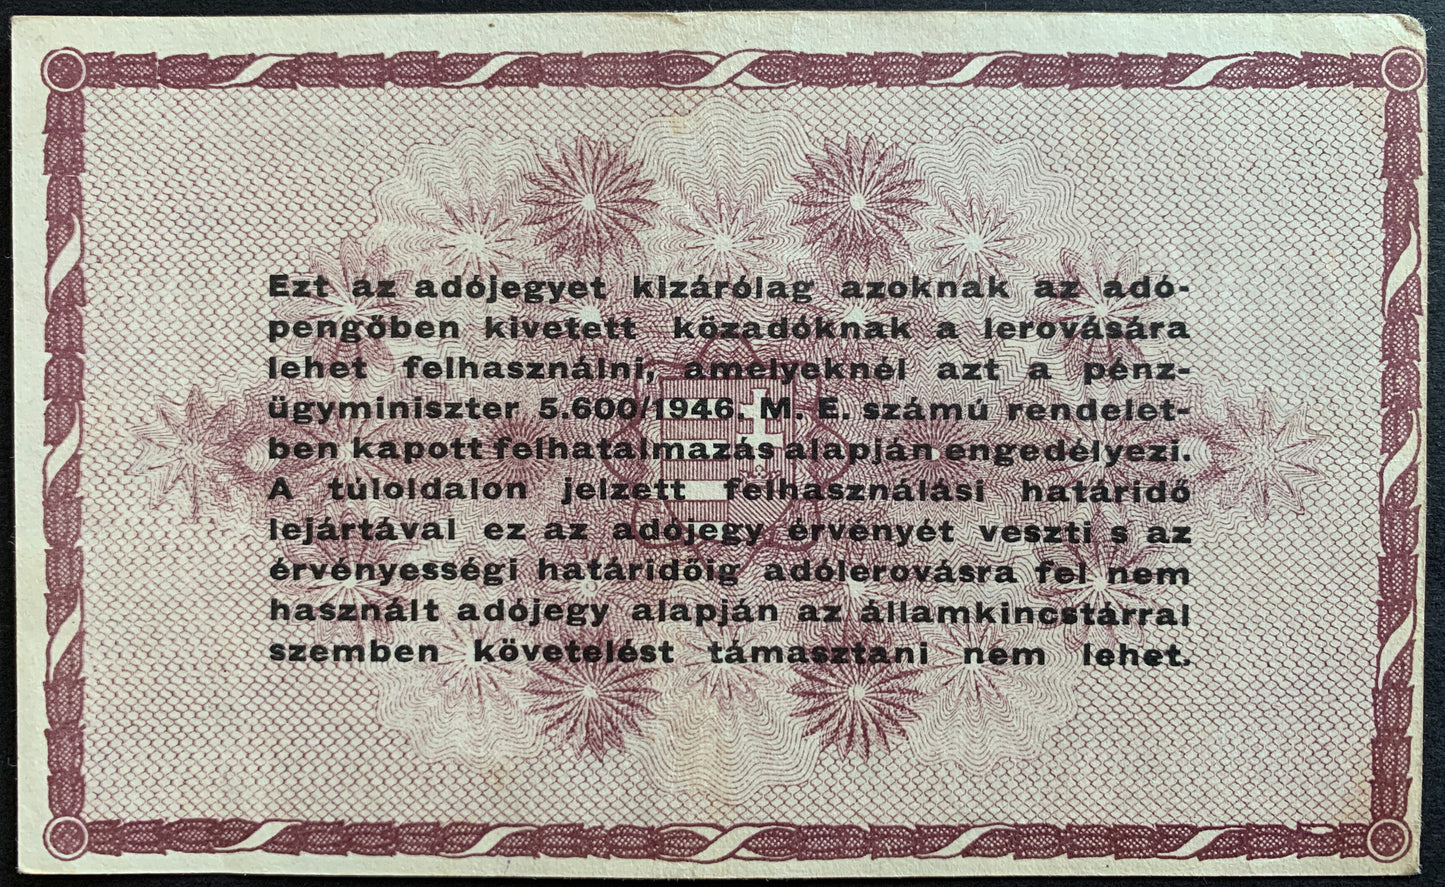 Ezt az adójegyet kizárólag azoknak az adó-
pengőben kivetett közadóknak a lerovására
lehet felhasználni, amelyeknél azt a pénz-
ügyminiszter 5.600/1946. M. E. számú rendelet-
ben kapott felhatalmazás alapján engedélyezi.
A túloldalon jelzett felhasználási határidő
lejártával ez az adójegy érvényét veszti s az
érvényességi határidőig adólerovásra fel nem
használt adójegy alapján az államkincstárral
szemben követelést támasztani nem lehet.